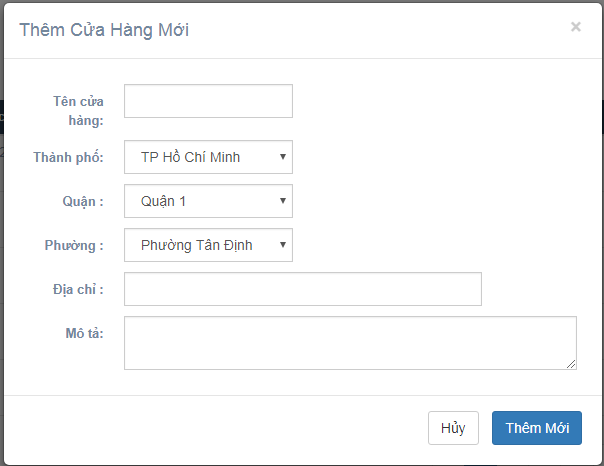 Thêm Cửa Hàng Mới ×
Tên cửa
hàng:
Thành phố: TP Hồ Chí Minh
Quận : Quận 1
Phường : Phường Tân Định
Địa chỉ :
Mô tả:
Hủy Thêm Mới